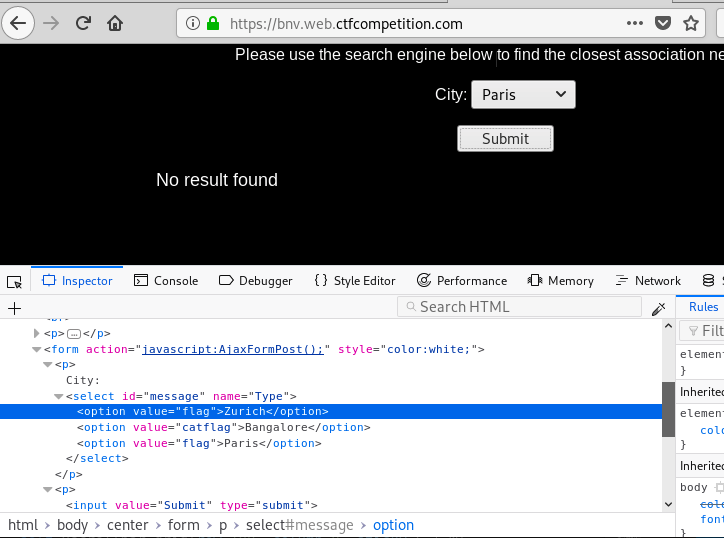 https://bnv.web.ctfcompetition.com
Please use the search engine below to find the closest association ne
City: Paris
Submit
No result found
Inspector Console Debugger { } Style Editor Performance Memory Network
+ Search HTML Rules
<p> … </p>
<form action="javascript:AjaxFormPost();" style="color:white;">
<p>
City:
<select id="message" name="Type">
<option value="flag">Zurich</option>
<option value="catflag">Bangalore</option>
<option value="flag">Paris</option>
</select>
</p>
<p>
<input value="Submit" type="submit">
html > body > center > form > p > select#message > option
Filt
element
}
Inherited
element
colo
}
Inherited
body
colo
font